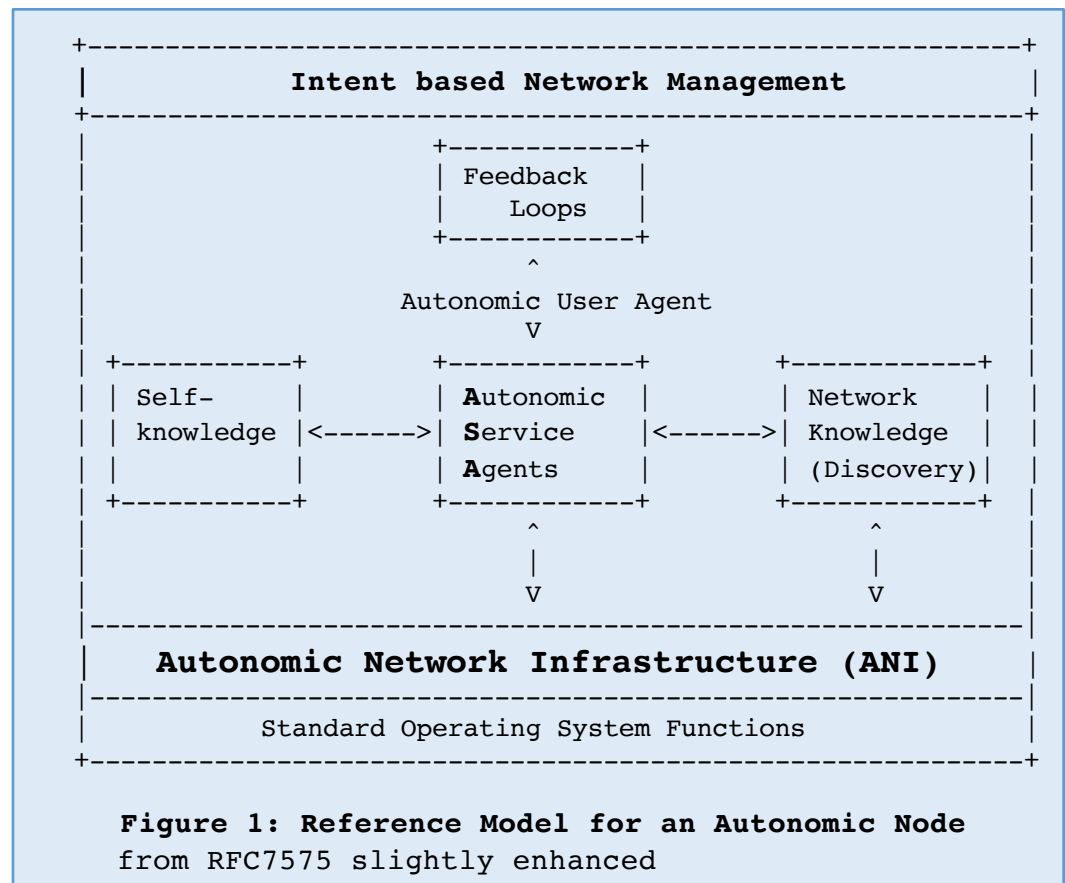 Intent based Network Management
Feedback
Loops
^
Autonomic User Agent
V
Self- Autonomic Network
knowledge <------> Service <------> Knowledge
Agents (Discovery)
^ ^
| |
V V
Autonomic Network Infrastructure (ANI)
Standard Operating System Functions
Figure 1: Reference Model for an Autonomic Node
from RFC7575 slightly enhanced